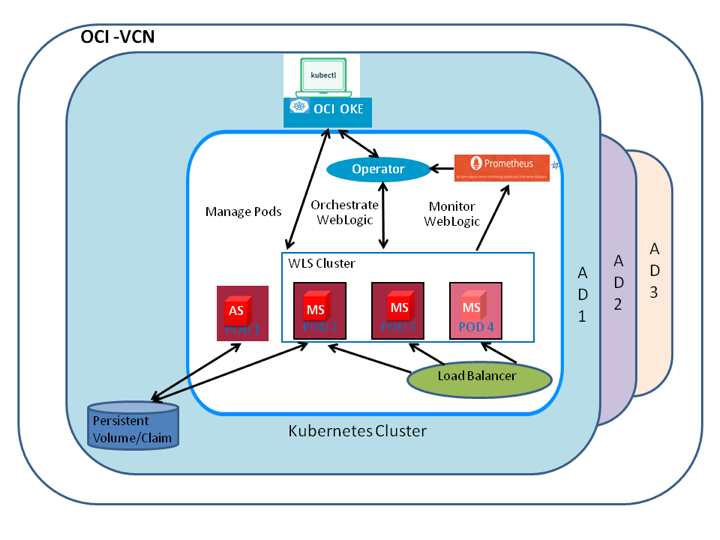 OCI -VCN
kubectl
OCI OKE
Operator
Prometheus
Manage Pods
Orchestrate
WebLogic
Monitor
WebLogic
WLS Cluster
AS
POD 1
MS
POD 2
MS
POD 3
MS
POD 4
Load Balancer
Persistent
Volume/Claim
Kubernetes Cluster
A
D
1
A
D
2
A
D
3